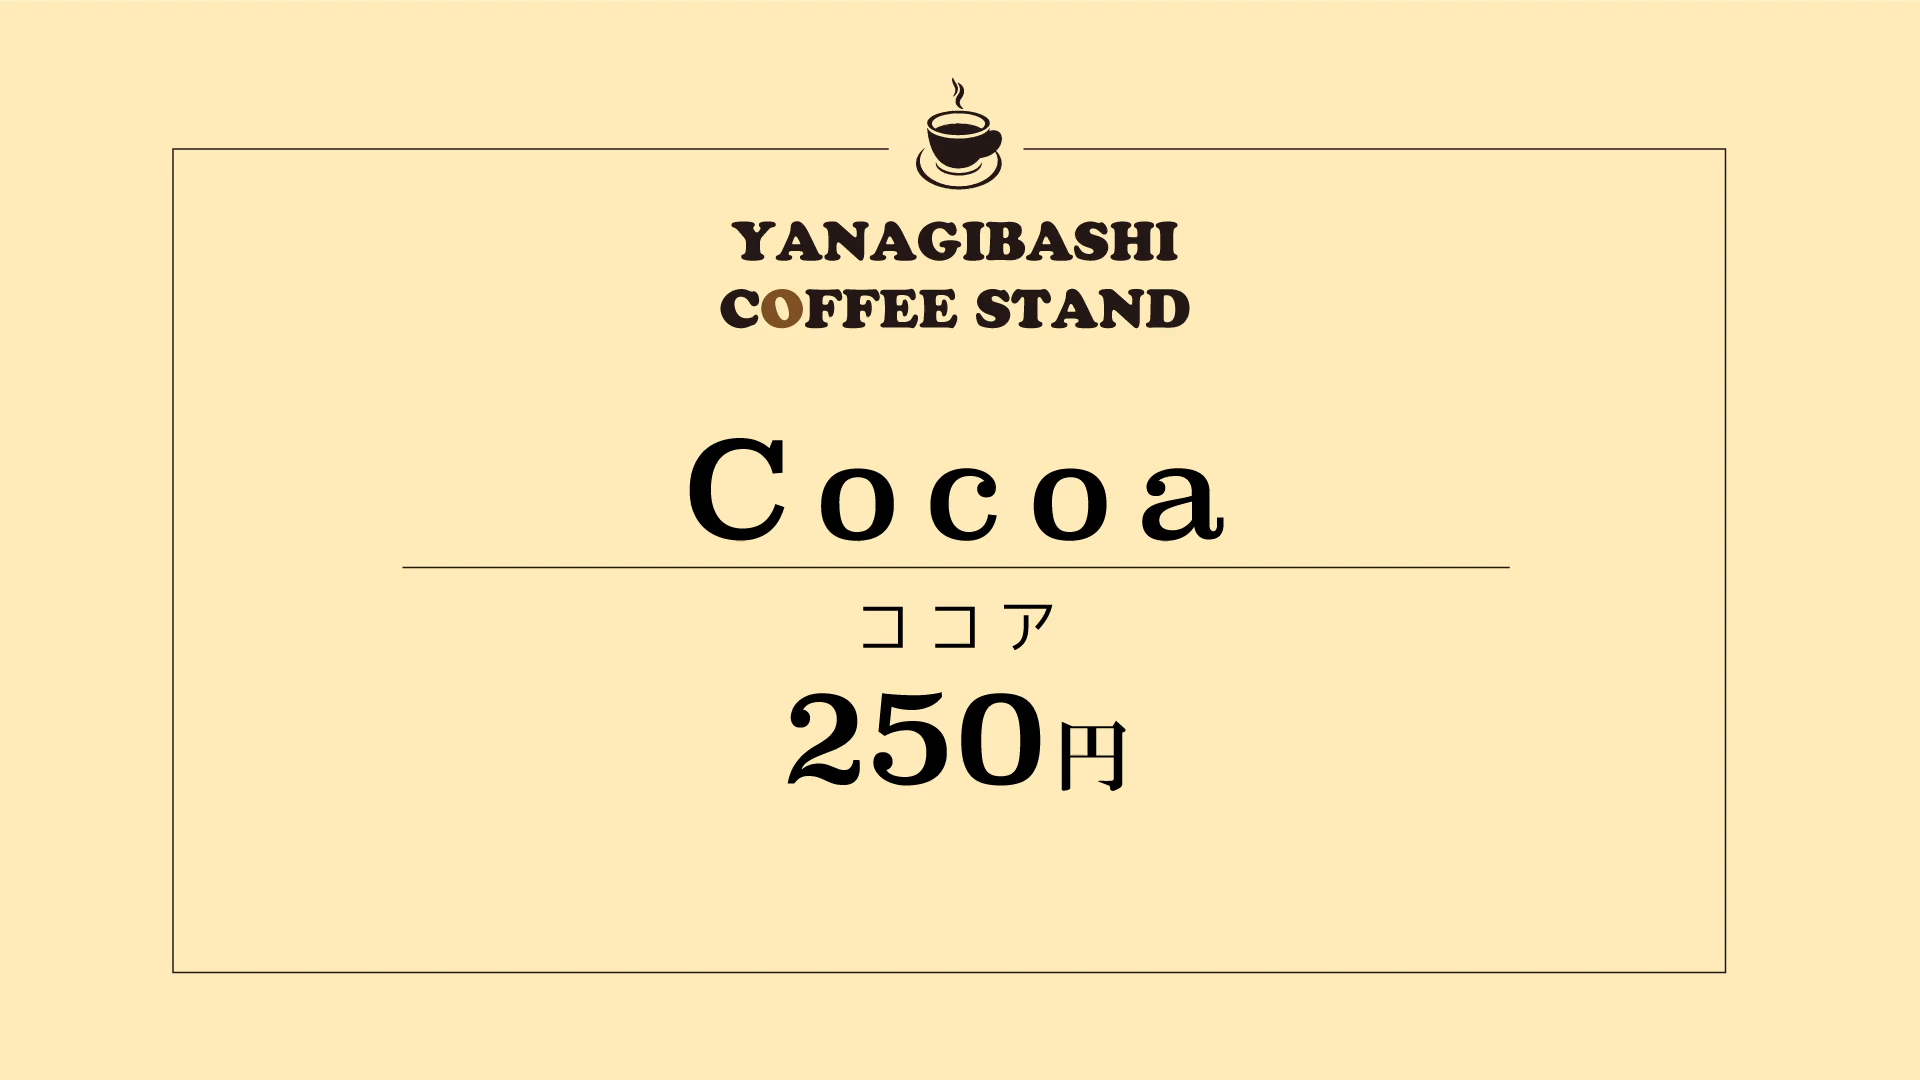 YANAGIBASHI
COFFEE STAND
Cocoa
ココア
250円